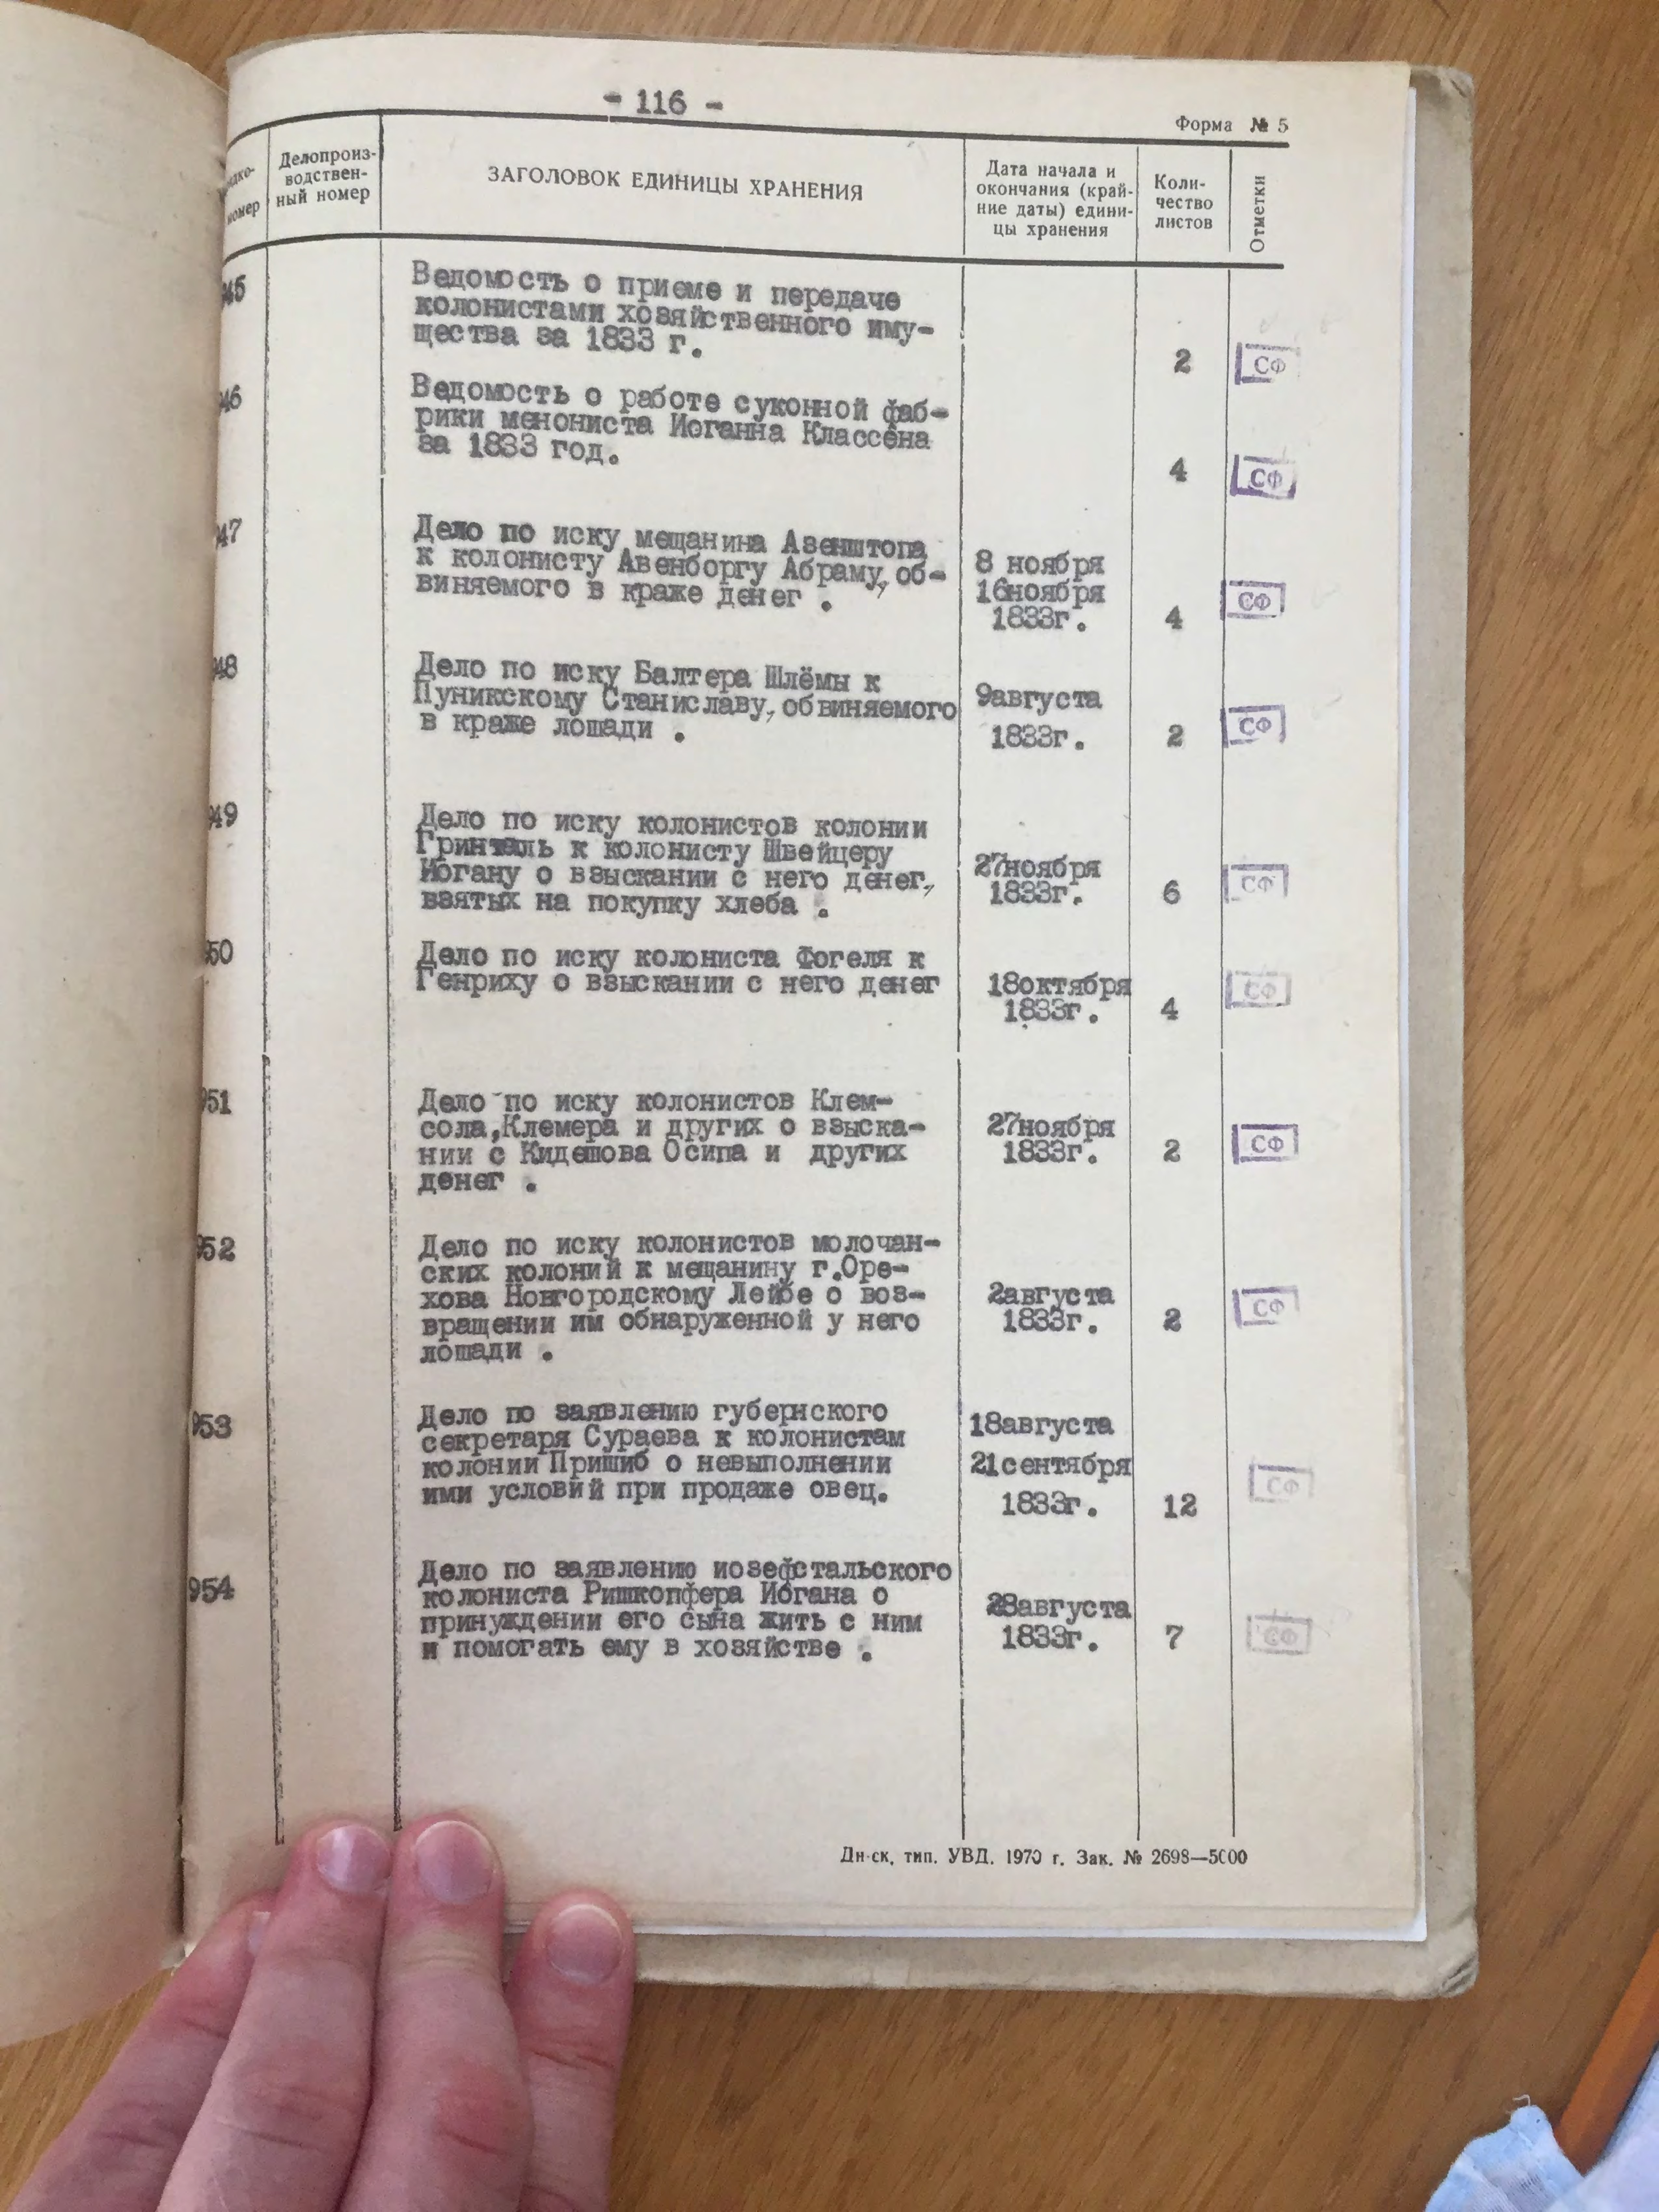 - 116 -
Форма № 5
Делопроиз-
водствен-
ный номер
ЗАГОЛОВОК ЕДИНИЦЫ ХРАНЕНИЯ
Дата начала и
окончания (край-
ние даты) едини-
цы хранения
Коли-
чество
листов
Отметки
номер
45
Ведомость о приеме и передаче
колонистами хозяйственного иму-
щества за 1833 г.
2
СФ
46
Ведомость о работе суконной фаб-
рики менониста Иоганна Классена
за 1833 год.
4
СФ
47
Дело по иску мещанина Азенштопа
к колонисту Авенборгу Абраму, об-
виняемого в краже денег .
8 ноября
16ноября
1833г.
4
СФ
48
Дело по иску Балтера Шлёмы к
Пуникскому Станиславу, обвиняемого
в краже лошади .
9августа
1833г.
2
СФ
49
Дело по иску колонистов колонии
Гринталь к колонисту Швейцеру
Иогану о взыскании с него денег,
взятых на покупку хлеба .
27ноября
1833г.
6
СФ
950
Дело по иску колониста Фогеля к
Генриху о взыскании с него денег
18октября
1833г.
4
СФ
951
Дело по иску колонистов Клем-
сола,Клемера и других о взыска-
нии с Кидешова Осипа и других
денег .
27ноября
1833г.
2
СФ
952
Дело по иску колонистов молочан-
ских колоний к мещанину г.Оре-
хова Новгородскому Лейбе о воз-
вращении им обнаруженной у него
лошади .
2августа
1833г.
2
СФ
953
Дело по заявлению губернского
секретаря Сураева к колонистам
колонии Пришиб о невыполнении
ими условий при продаже овец.
18августа
21сентября
1833г.
12
СФ
954
Дело по заявлению иозефстальского
колониста Ришкопфера Иогана о
принуждении его сына жить с ним
и помогать ему в хозяйстве .
28августа
1833г.
7
СФ
Дн-ск, тип. УВД. 1970 г. Зак. № 2698—5000